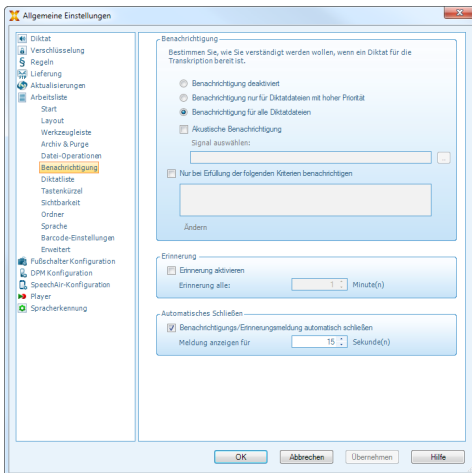 Allgemeine Einstellungen
Diktat
Verschlüsselung
Regeln
Lieferung
Aktualisierungen
Arbeitsliste
Start
Layout
Werkzeugleiste
Archiv & Purge
Datei-Operationen
Benachrichtigung
Diktatliste
Tastenkürzel
Sichtbarkeit
Ordner
Sprache
Barcode-Einstellungen
Erweitert
Fußschalter Konfiguration
DPM Konfiguration
SpeechAir-Konfiguration
Player
Spracherkennung
Benachrichtigung
Bestimmen Sie, wie Sie verständigt werden wollen, wenn ein Diktat für die
Transkription bereit ist.
Benachrichtigung deaktiviert
Benachrichtigung nur für Diktatdateien mit hoher Priorität
Benachrichtigung für alle Diktatdateien
Akustische Benachrichtigung
Signal auswählen:
...
Nur bei Erfüllung der folgenden Kriterien benachrichtigen
Ändern
Erinnerung
Erinnerung aktivieren
Erinnerung alle: 1 Minute(n)
Automatisches Schließen
Benachrichtigungs/Erinnerungsmeldung automatisch schließen
Meldung anzeigen für 15 Sekunde(n)
OK Abbrechen Übernehmen Hilfe